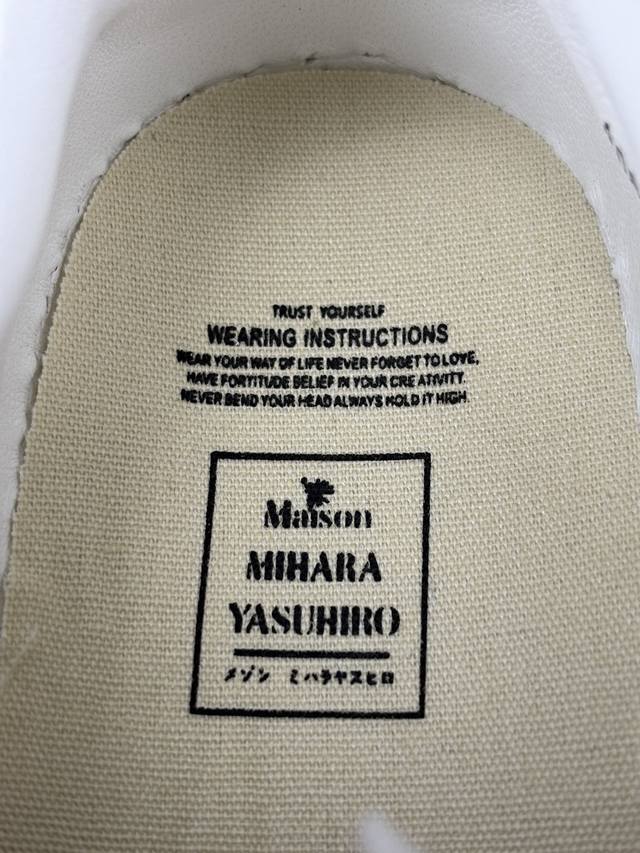 TRUST YOURSELF
WEARING INSTRUCTIONS
WEAR YOUR WAY OF LIFE NEVER FORGET TO LOVE,
HAVE FORTITUDE BELIEF IN YOUR CREATIVITY.
NEVER BEND YOUR HEAD ALWAYS HOLD IT HIGH.
Maison
MIHARA
YASUHIRO
メゾン ミハラヤスヒロ